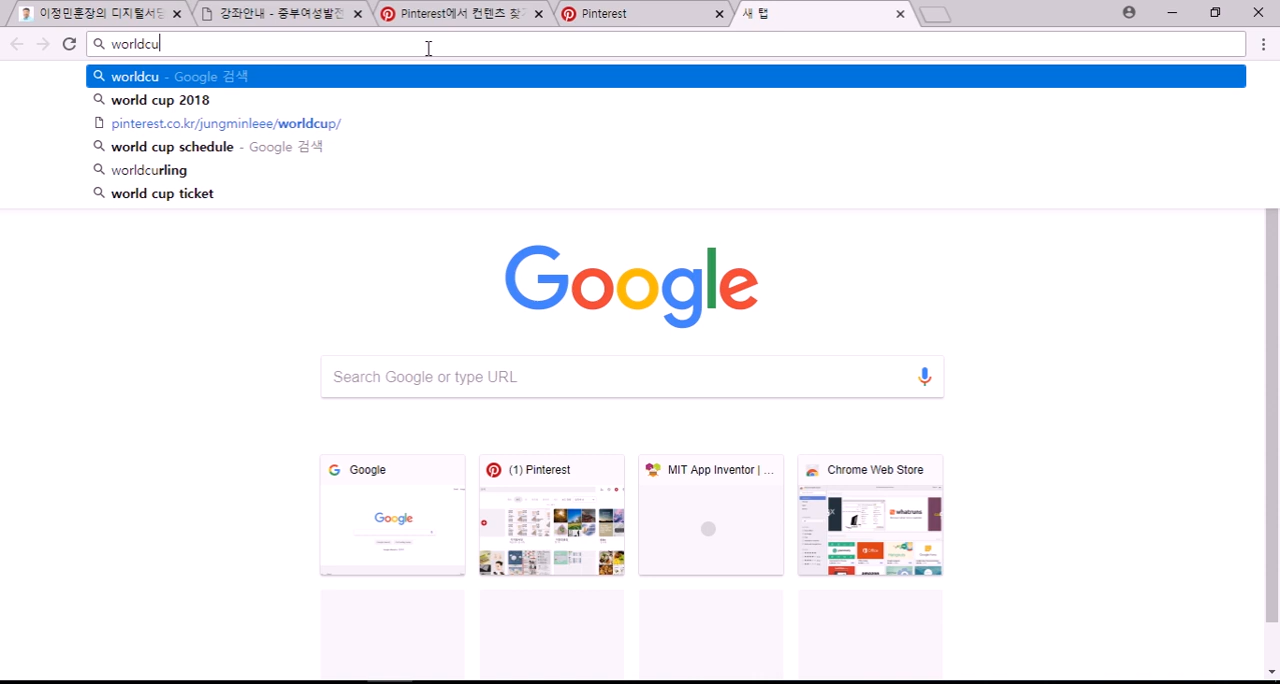 이정민훈장의 디지털서당
강좌안내 - 중부여성발전
Pinterest에서 컨텐츠 찾기
Pinterest
새 탭
worldcu
worldcu - Google 검색
world cup 2018
pinterest.co.kr/jungminleee/worldcup/
world cup schedule - Google 검색
worldcurling
world cup ticket
Google
Search Google or type URL
Google
(1) Pinterest
MIT App Inventor | ...
Chrome Web Store
Google